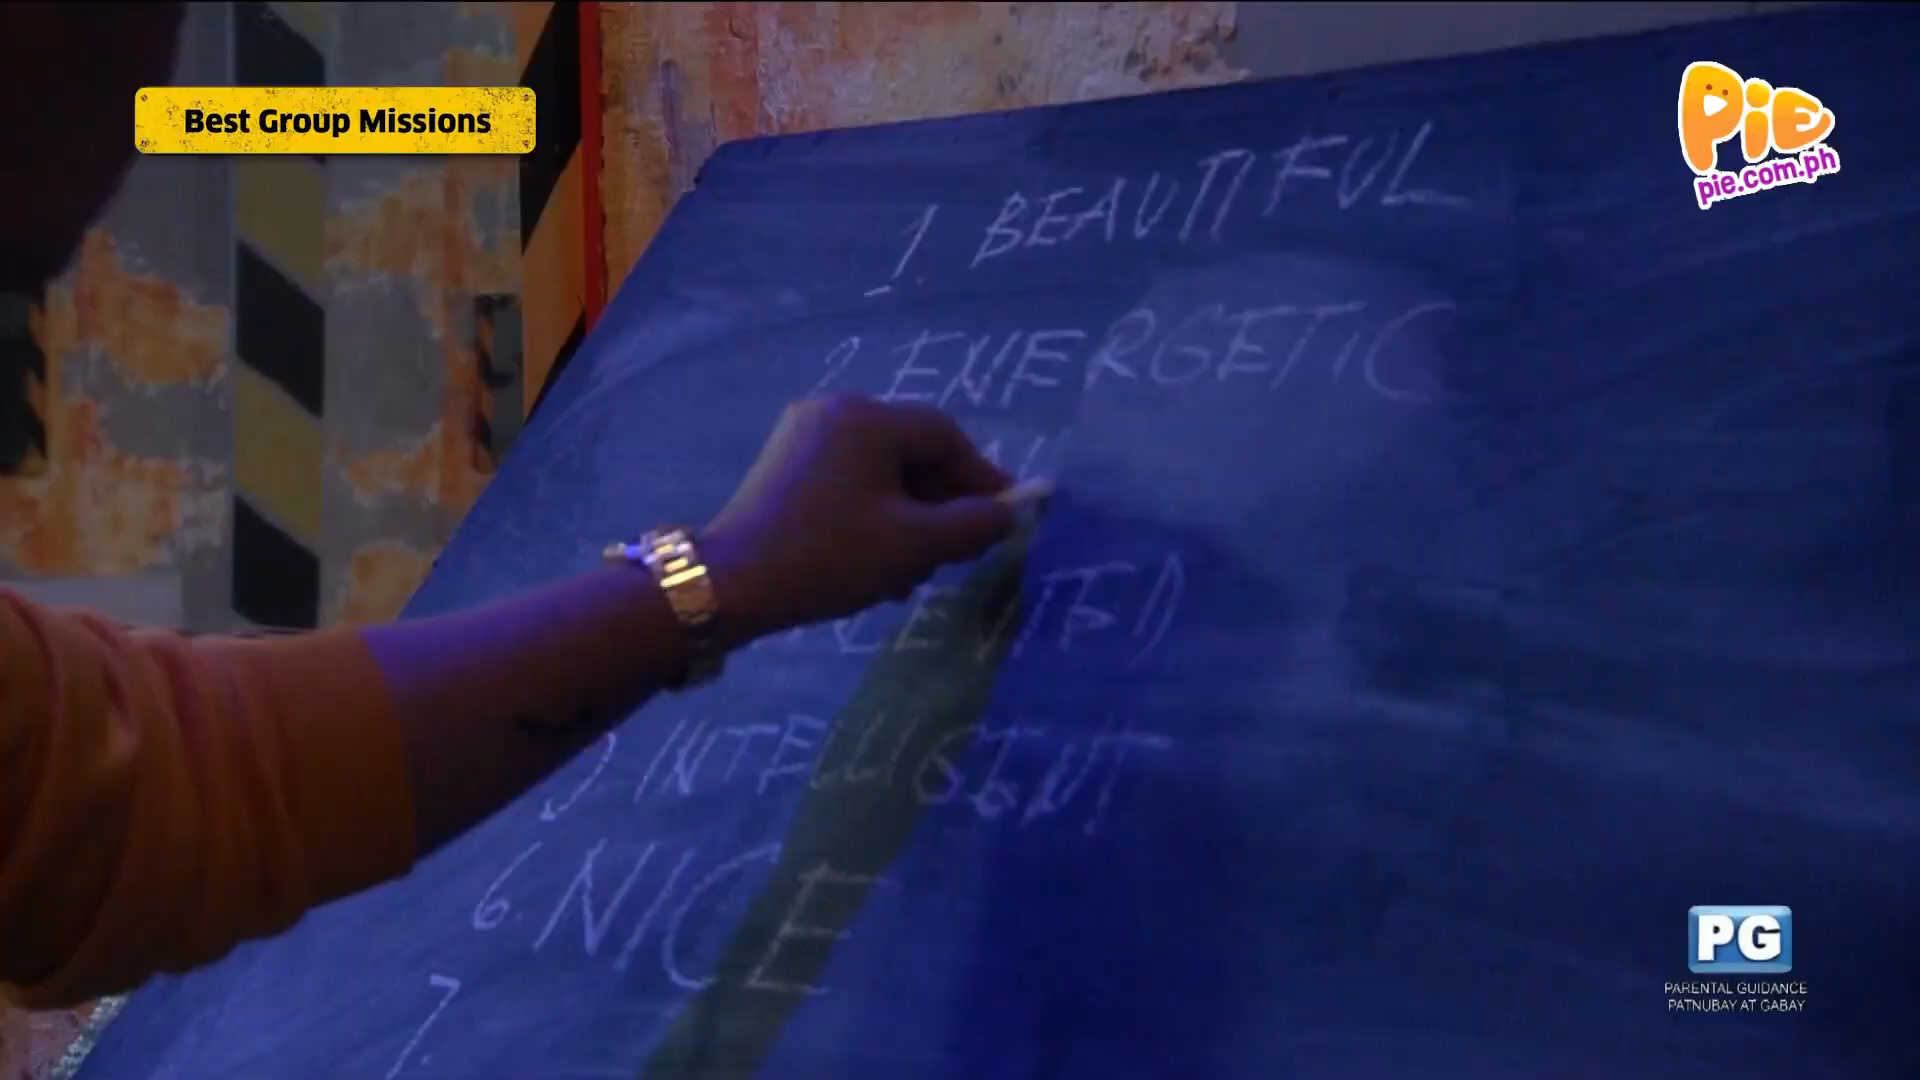 Best Group Missions
PiE
pie.com.ph
1. BEAUTIFUL
2 ENERGETIC
5 INTELLIGENT
6. NICE
7.
PG
PARENTAL GUIDANCE
PATNUBAY AT GABAY